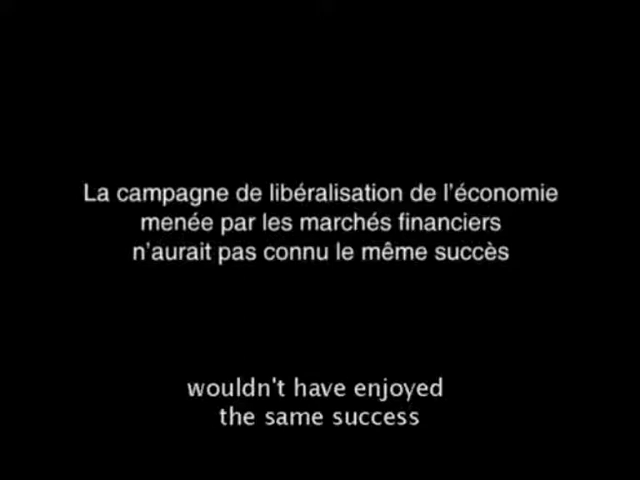 La campagne de libéralisation de l'économie
menée par les marchés financiers
n'aurait pas connu le même succès
wouldn't have enjoyed
the same success